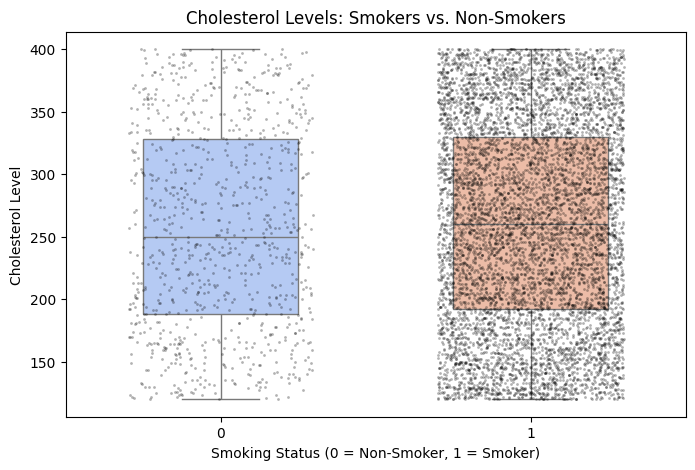 Cholesterol Levels: Smokers vs. Non-Smokers
400
350
300
250
200
150
Cholesterol Level
0
1
Smoking Status (0 = Non-Smoker, 1 = Smoker)